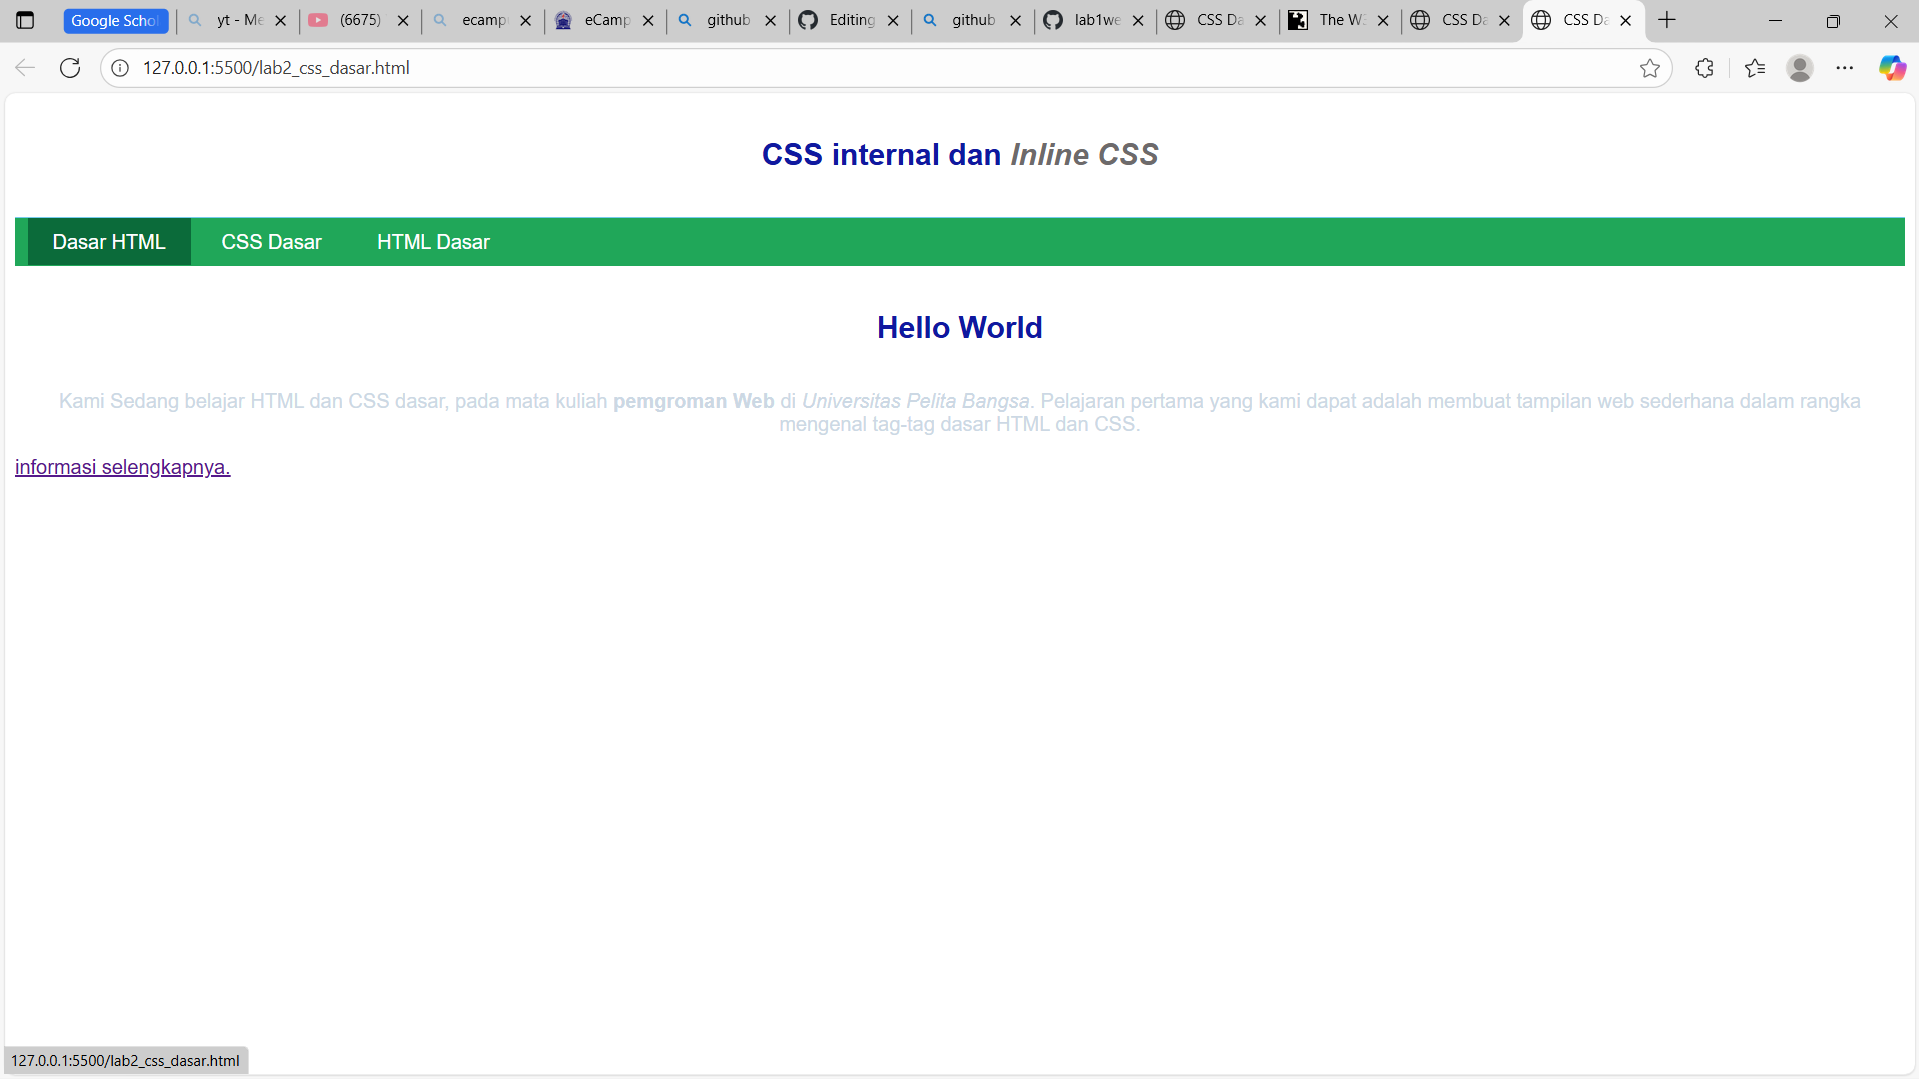 Google Schol
yt - Me
(6675)
ecamp
eCamp
github
Editing
github
lab1we
CSS Da
The W3
CSS Da
CSS Da
127.0.0.1:5500/lab2_css_dasar.html
CSS internal dan Inline CSS
Dasar HTML CSS Dasar HTML Dasar
Hello World
Kami Sedang belajar HTML dan CSS dasar, pada mata kuliah pemgroman Web di Universitas Pelita Bangsa. Pelajaran pertama yang kami dapat adalah membuat tampilan web sederhana dalam rangka
mengenal tag-tag dasar HTML dan CSS.
informasi selengkapnya.
127.0.0.1:5500/lab2_css_dasar.html